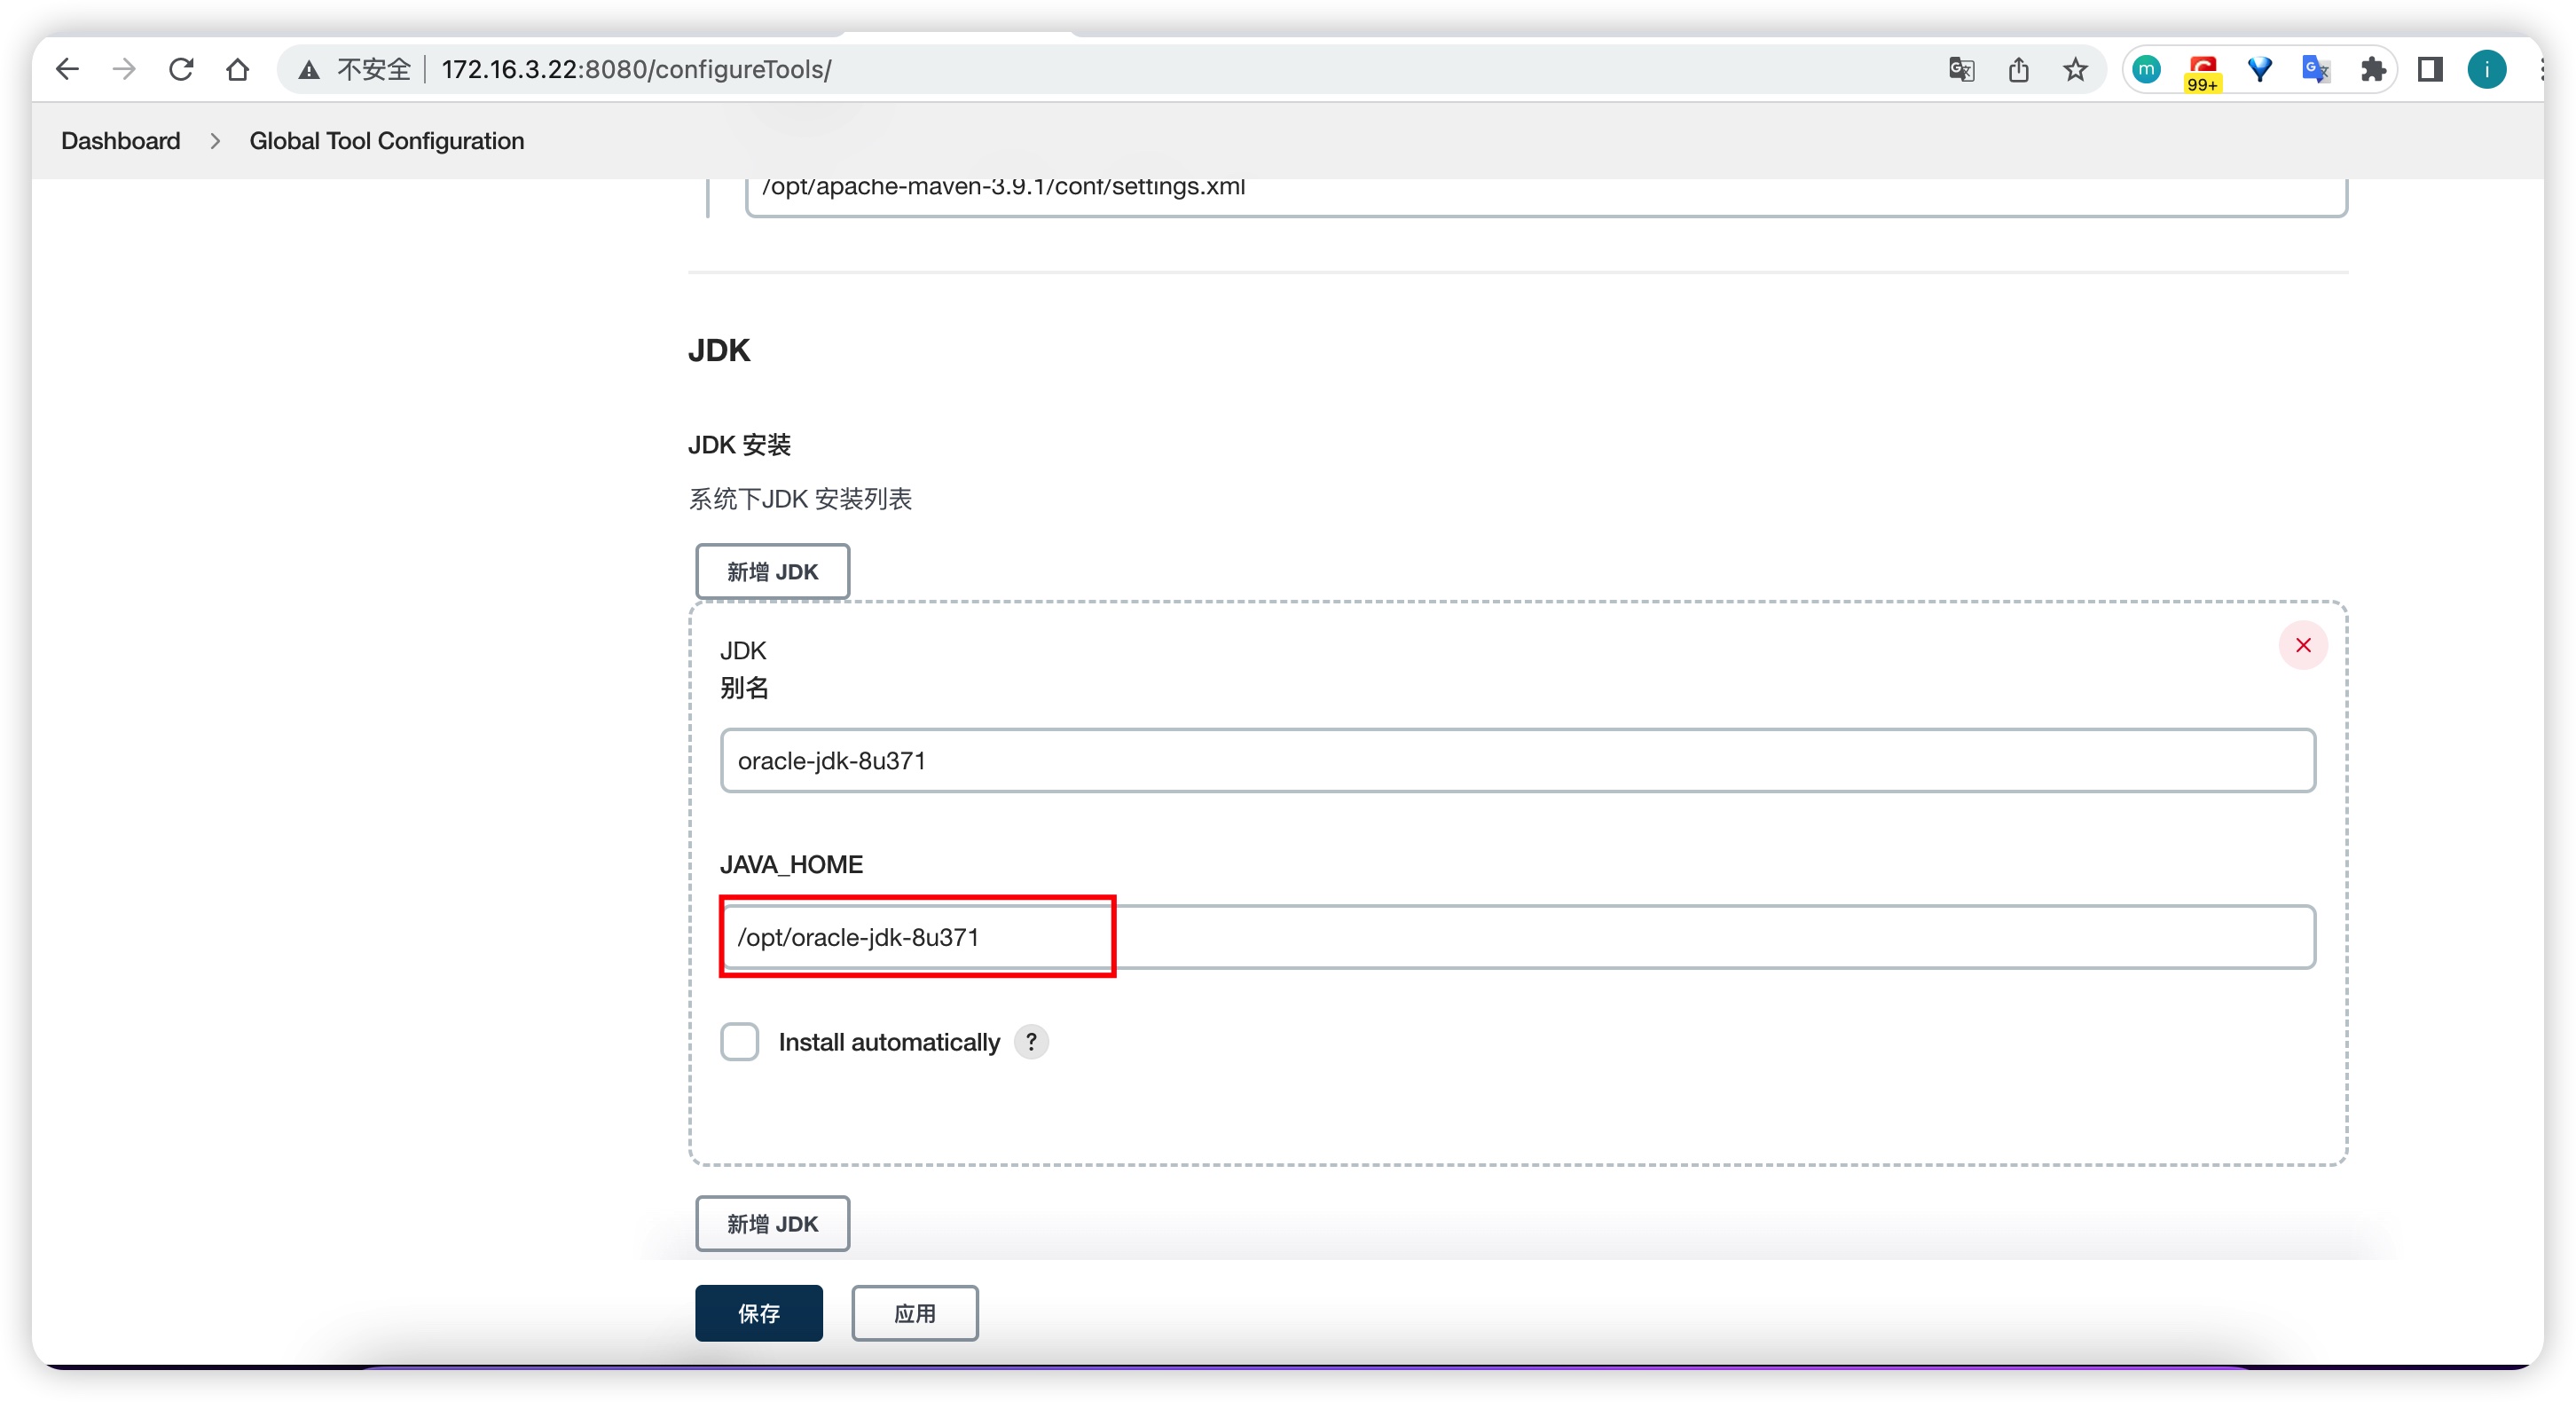 不安全 172.16.3.22:8080/configureTools/
m
99+
i
Dashboard > Global Tool Configuration
/opt/apache-maven-3.9.1/conf/settings.xml
JDK
JDK 安装
系统下JDK 安装列表
新增 JDK
JDK
别名
oracle-jdk-8u371
JAVA_HOME
/opt/oracle-jdk-8u371
Install automatically ?
新增 JDK
保存 应用